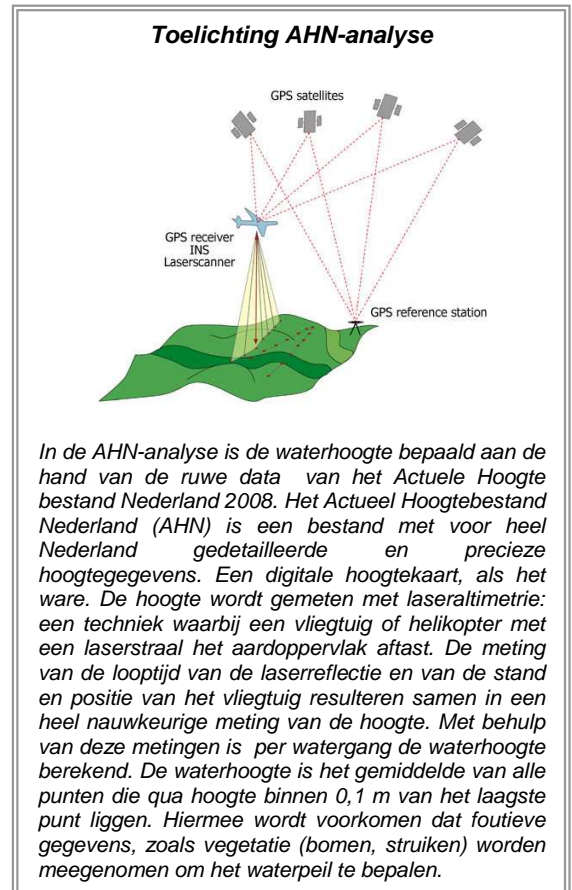 Toelichting AHN-analyse
GPS satellites
GPS receiver
INS
Laserscanner
GPS reference station
In de AHN-analyse is de waterhoogte bepaald aan de
hand van de ruwe data van het Actuele Hoogte
bestand Nederland 2008. Het Actueel Hoogtebestand
Nederland (AHN) is een bestand met voor heel
Nederland gedetailleerde en precieze
hoogtegegevens. Een digitale hoogtekaart, als het
ware. De hoogte wordt gemeten met laseraltimetrie:
een techniek waarbij een vliegtuig of helikopter met
een laserstraal het aardoppervlak aftast. De meting
van de looptijd van de laserreflectie en van de stand
en positie van het vliegtuig resulteren samen in een
heel nauwkeurige meting van de hoogte. Met behulp
van deze metingen is per watergang de waterhoogte
berekend. De waterhoogte is het gemiddelde van alle
punten die qua hoogte binnen 0,1 m van het laagste
punt liggen. Hiermee wordt voorkomen dat foutieve
gegevens, zoals vegetatie (bomen, struiken) worden
meegenomen om het waterpeil te bepalen.